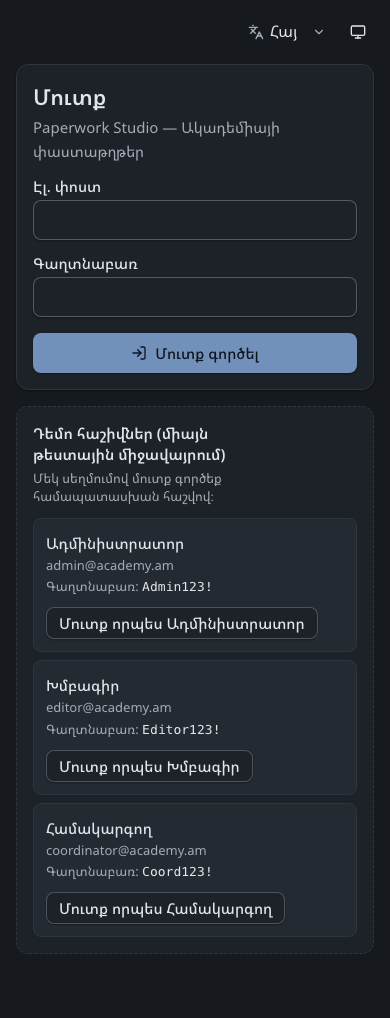 Հայ
Մուտք
Paperwork Studio — Ակադեմիայի
փաստաթղթեր
Էլ. փոստ
Գաղտնաբառ
Մուտք գործել
Դեմո հաշիվներ (միայն
թեստային միջավայրում)
Մեկ սեղմումով մուտք գործեք
համապատասխան հաշվով։
Ադմինիստրատոր
admin@academy.am
Գաղտնաբառ: Admin123!
Մուտք որպես Ադմինիստրատոր
Խմբագիր
editor@academy.am
Գաղտնաբառ: Editor123!
Մուտք որպես Խմբագիր
Համակարգող
coordinator@academy.am
Գաղտնաբառ: Coord123!
Մուտք որպես Համակարգող